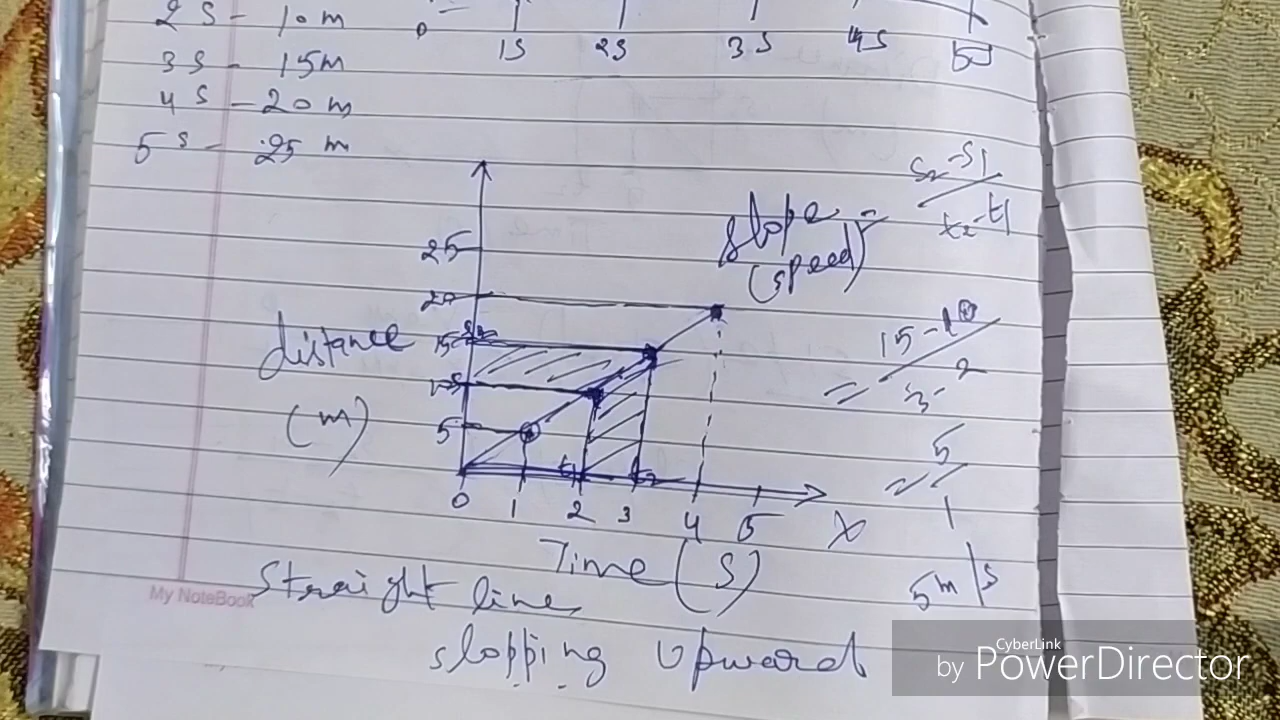 2 S - 10 m
0 1S 2S 3S 4S
3 S - 15 m
4 S - 20 m
5 S - 25 m
slope = S2-S1 / t2-t1
(speed)
25
20
15
distance
(m)
5
t1 t2
0 1 2 3 4 5 X
Time (S)
= 15-10 / 3-2
= 5 / 1
5 m/s
Straight line
slopping Upward
My NoteBook
CyberLink
by PowerDirector